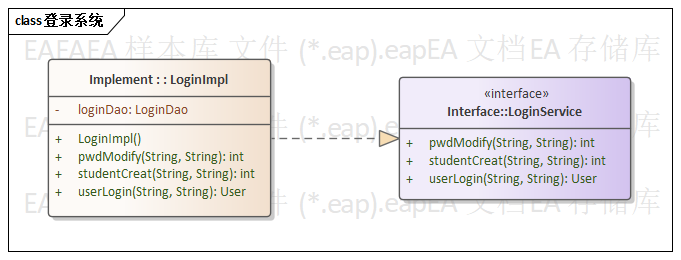 class 登录系统
EAEAEA 样本库 文件 (*.eap).eapEA 文档EA 存储库
Implement : : LoginImpl
- loginDao: LoginDao
+ LoginImpl()
+ pwdModify(String, String): int
+ studentCreat(String, String): int
+ userLogin(String, String): User
«interface»
Interface::LoginService
+ pwdModify(String, String): int
+ studentCreat(String, String): int
+ userLogin(String, String): User